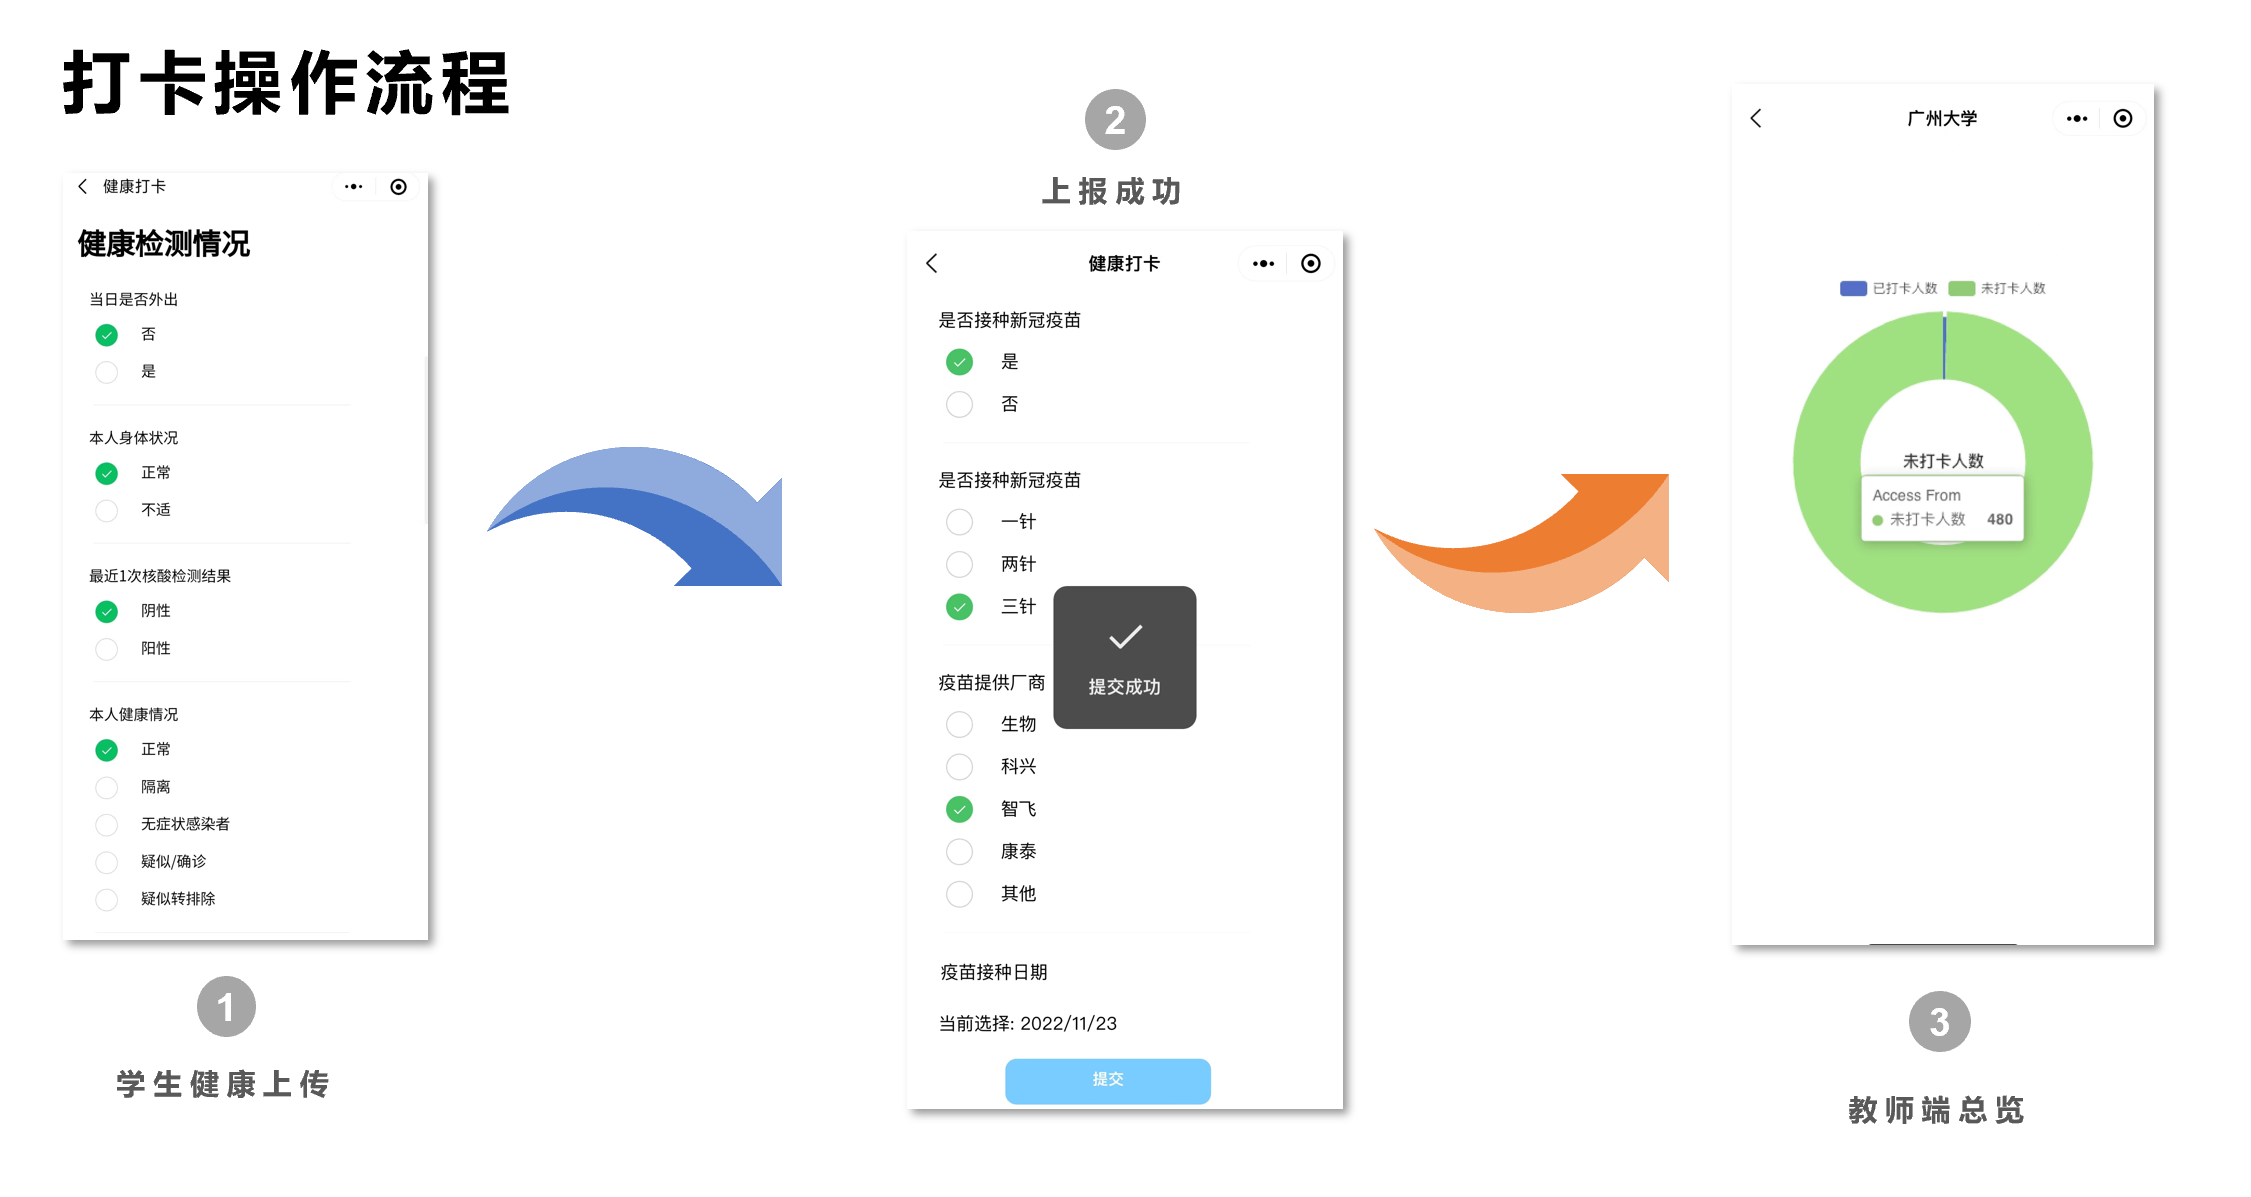 打卡操作流程
健康打卡
健康检测情况
当日是否外出
否
是
本人身体状况
正常
不适
最近1次核酸检测结果
阴性
阳性
本人健康情况
正常
隔离
无症状感染者
疑似/确诊
疑似转排除
1
学生健康上传
2
上报成功
健康打卡
是否接种新冠疫苗
是
否
是否接种新冠疫苗
一针
两针
三针
提交成功
疫苗提供厂商
生物
科兴
智飞
康泰
其他
疫苗接种日期
当前选择: 2022/11/23
提交
广州大学
已打卡人数 未打卡人数
未打卡人数
Access From
未打卡人数 480
3
教师端总览